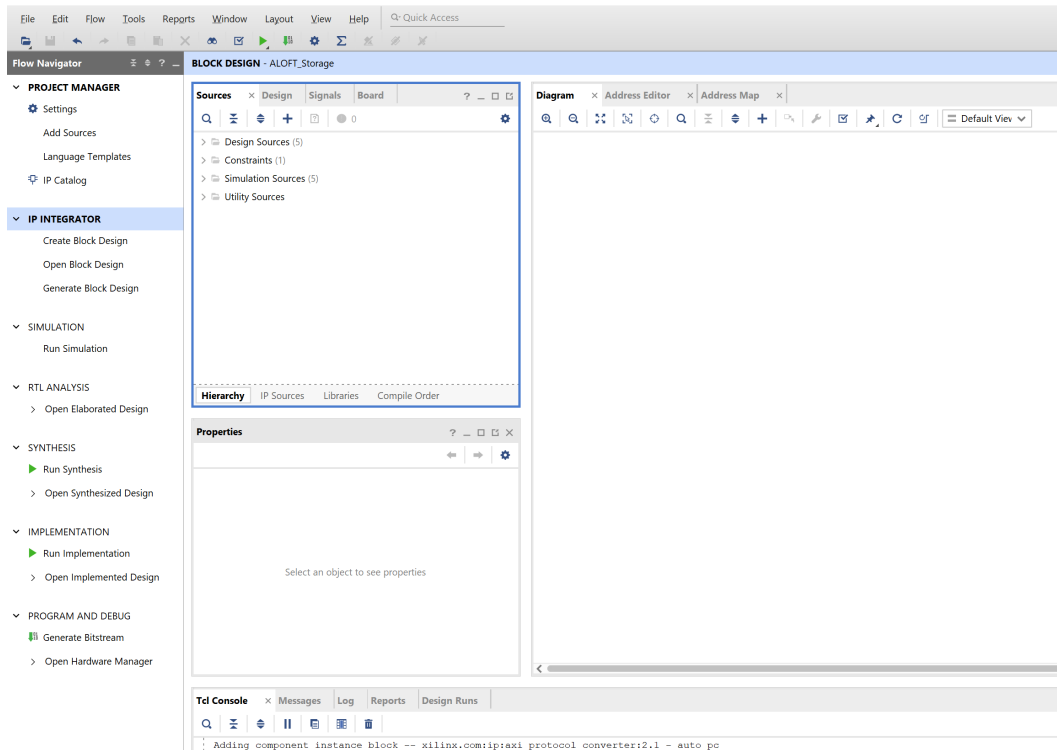 File Edit Flow Tools Reports Window Layout View Help Quick Access
Flow Navigator
BLOCK DESIGN - ALOFT_Storage
PROJECT MANAGER
Settings
Add Sources
Language Templates
IP Catalog
IP INTEGRATOR
Create Block Design
Open Block Design
Generate Block Design
SIMULATION
Run Simulation
RTL ANALYSIS
Open Elaborated Design
SYNTHESIS
Run Synthesis
Open Synthesized Design
IMPLEMENTATION
Run Implementation
Open Implemented Design
PROGRAM AND DEBUG
Generate Bitstream
Open Hardware Manager
Sources Design Signals Board
0
Design Sources (5)
Constraints (1)
Simulation Sources (5)
Utility Sources
Hierarchy IP Sources Libraries Compile Order
Properties
Select an object to see properties
Diagram Address Editor Address Map
Default View
Tcl Console Messages Log Reports Design Runs
Adding component instance block -- xilinx.com:ip:axi_protocol_converter:2.1 - auto_pc